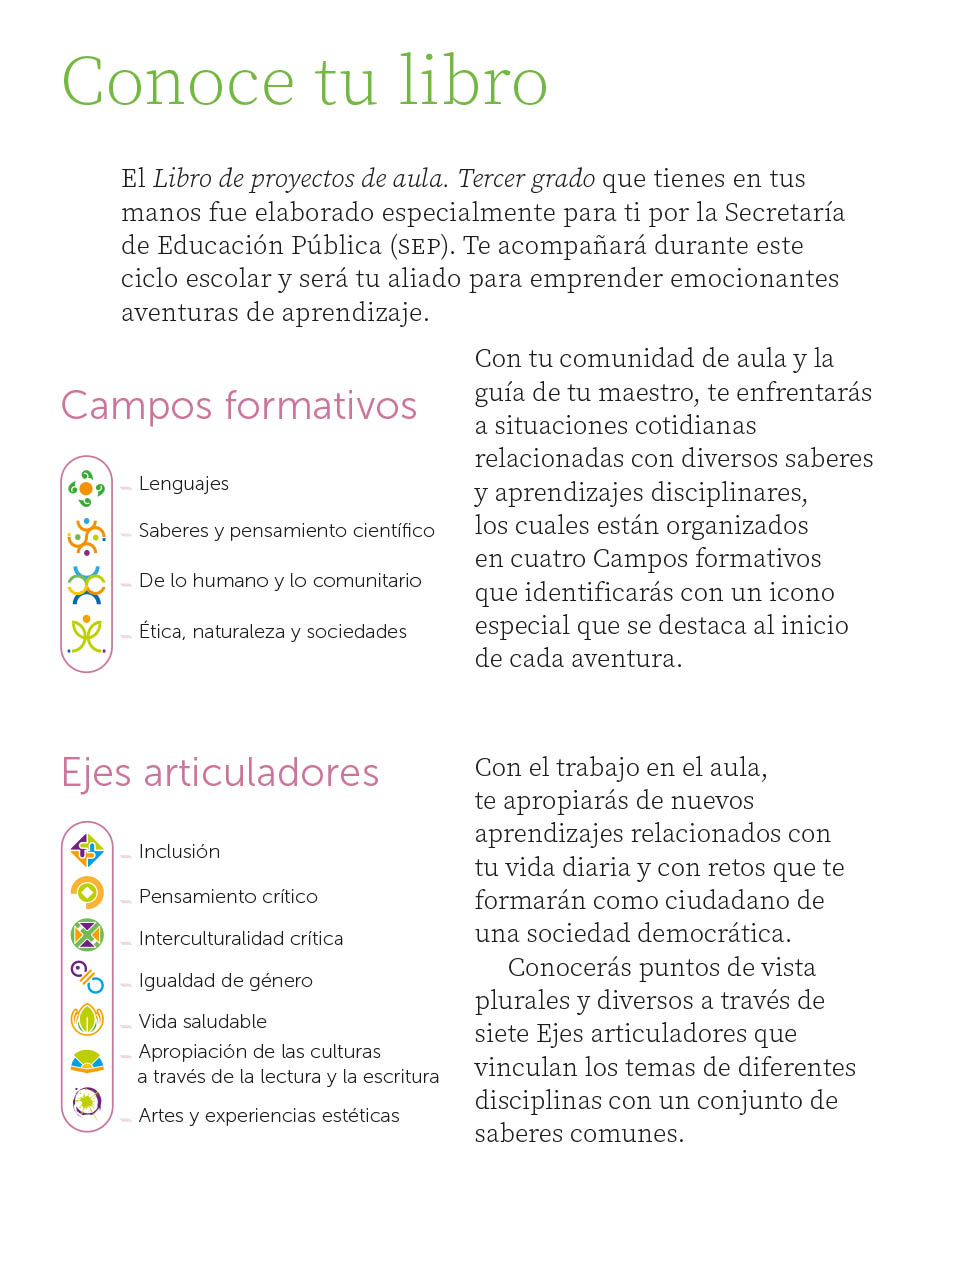 Conoce tu libro
El Libro de proyectos de aula. Tercer grado que tienes en tus
manos fue elaborado especialmente para ti por la Secretaría
de Educación Pública (SEP). Te acompañará durante este
ciclo escolar y será tu aliado para emprender emocionantes
aventuras de aprendizaje.
Campos formativos
Lenguajes
Saberes y pensamiento científico
De lo humano y lo comunitario
Ética, naturaleza y sociedades
Con tu comunidad de aula y la
guía de tu maestro, te enfrentarás
a situaciones cotidianas
relacionadas con diversos saberes
y aprendizajes disciplinares,
los cuales están organizados
en cuatro Campos formativos
que identificarás con un icono
especial que se destaca al inicio
de cada aventura.
Ejes articuladores
Inclusión
Pensamiento crítico
Interculturalidad crítica
Igualdad de género
Vida saludable
Apropiación de las culturas
a través de la lectura y la escritura
Artes y experiencias estéticas
Con el trabajo en el aula,
te apropiarás de nuevos
aprendizajes relacionados con
tu vida diaria y con retos que te
formarán como ciudadano de
una sociedad democrática.
Conocerás puntos de vista
plurales y diversos a través de
siete Ejes articuladores que
vinculan los temas de diferentes
disciplinas con un conjunto de
saberes comunes.